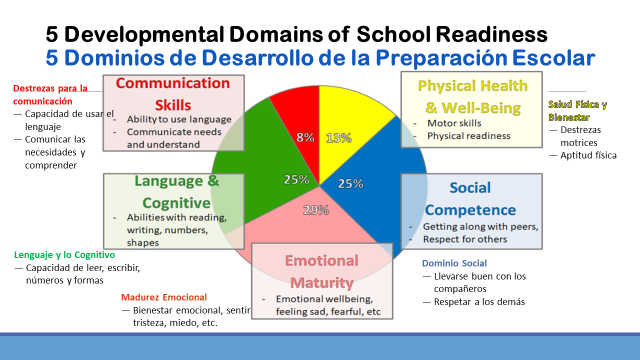 5 Developmental Domains of School Readiness
5 Dominios de Desarrollo de la Preparación Escolar
Destrezas para la
comunicación
— Capacidad de usar el
lenguaje
— Comunicar las
necesidades y
comprender
Communication
Skills
- Ability to use language
- Communicate needs
and understand
Physical Health
& Well-Being
- Motor skills
- Physical readiness
Salud Física y
Bienestar
— Destrezas
motrices
— Aptitud física
8%
13%
25%
25%
29%
Language &
Cognitive
- Abilities with reading,
writing, numbers,
shapes
Social
Competence
- Getting along with peers,
- Respect for others
Lenguaje y lo Cognitivo
— Capacidad de leer, escribir,
números y formas
Emotional
Maturity
- Emotional wellbeing,
feeling sad, fearful, etc
Dominio Social
— Llevarse buen con los
compañeros
— Respetar a los demás
Madurez Emocional
— Bienestar emocional, sentir
tristeza, miedo, etc.